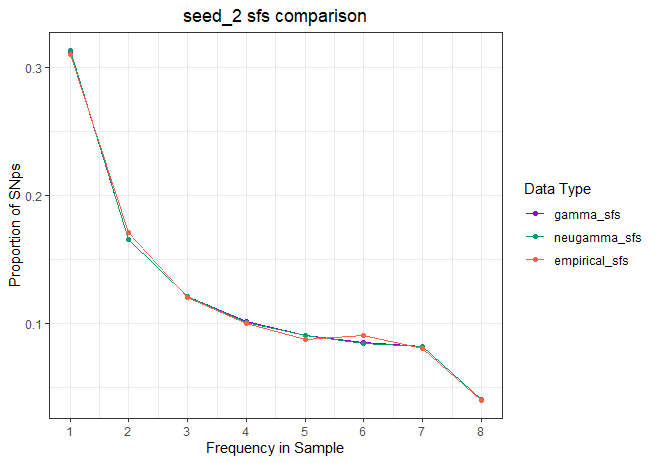 seed_2 sfs comparison
0.3
0.2
0.1
Proportion of SNps
1 2 3 4 5 6 7 8
Frequency in Sample
Data Type
gamma_sfs
neugamma_sfs
empirical_sfs